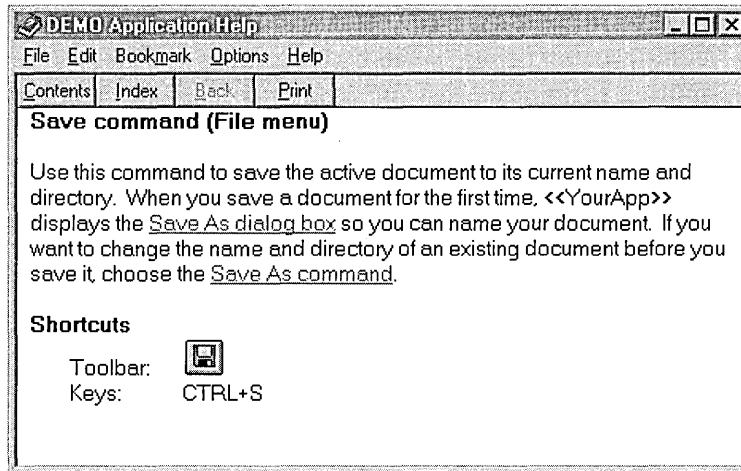 DEMO Application Help
File Edit Bookmark Options Help
Contents Index Back Print
Save command (File menu)
Use this command to save the active document to its current name and
directory. When you save a document for the first time, <<YourApp>>
displays the Save As dialog box so you can name your document. If you
want to change the name and directory of an existing document before you
save it, choose the Save As command.
Shortcuts
Toolbar:
Keys: CTRL+S